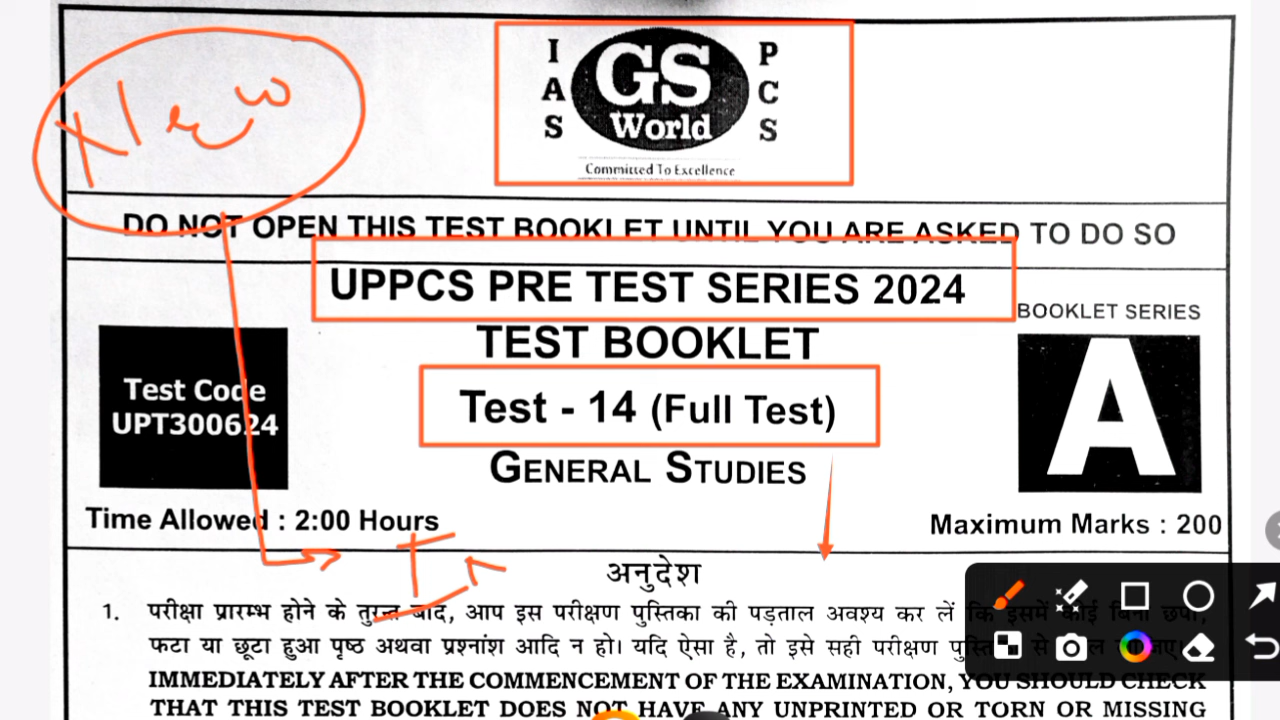 IAS
GS
World
PCS
Committed To Excellence
DO NOT OPEN THIS TEST BOOKLET UNTIL YOU ARE ASKED TO DO SO
UPPCS PRE TEST SERIES 2024
BOOKLET SERIES
TEST BOOKLET
A
Test Code
UPT300624
Test - 14 (Full Test)
GENERAL STUDIES
Time Allowed : 2:00 Hours
Maximum Marks : 200
अनुदेश
1. परीक्षा प्रारम्भ होने के तुरन्त बाद, आप इस परीक्षण पुस्तिका की पड़ताल अवश्य कर लें कि इसमें कोई बिना छपा,
फटा या छूटा हुआ पृष्ठ अथवा प्रश्नांश आदि न हो। यदि ऐसा है, तो इसे सही परीक्षण
IMMEDIATELY AFTER THE COMMENCEMENT OF THE EXAMINATION, YOU SHOULD CHECK
THAT THIS TEST BOOKLET DOES NOT HAVE ANY UNPRINTED OR TORN OR MISSING